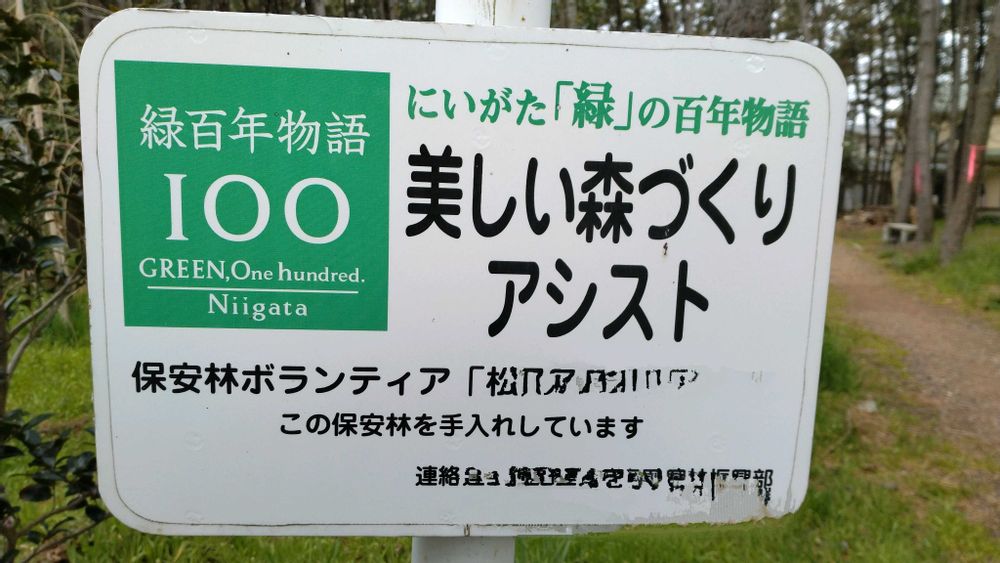 緑百年物語
100
GREEN,One hundred.
Niigata
にいがた「緑」の百年物語
美しい森づくり
アシスト
保安林ボランティア「松
この保安林を手入れしています
連絡